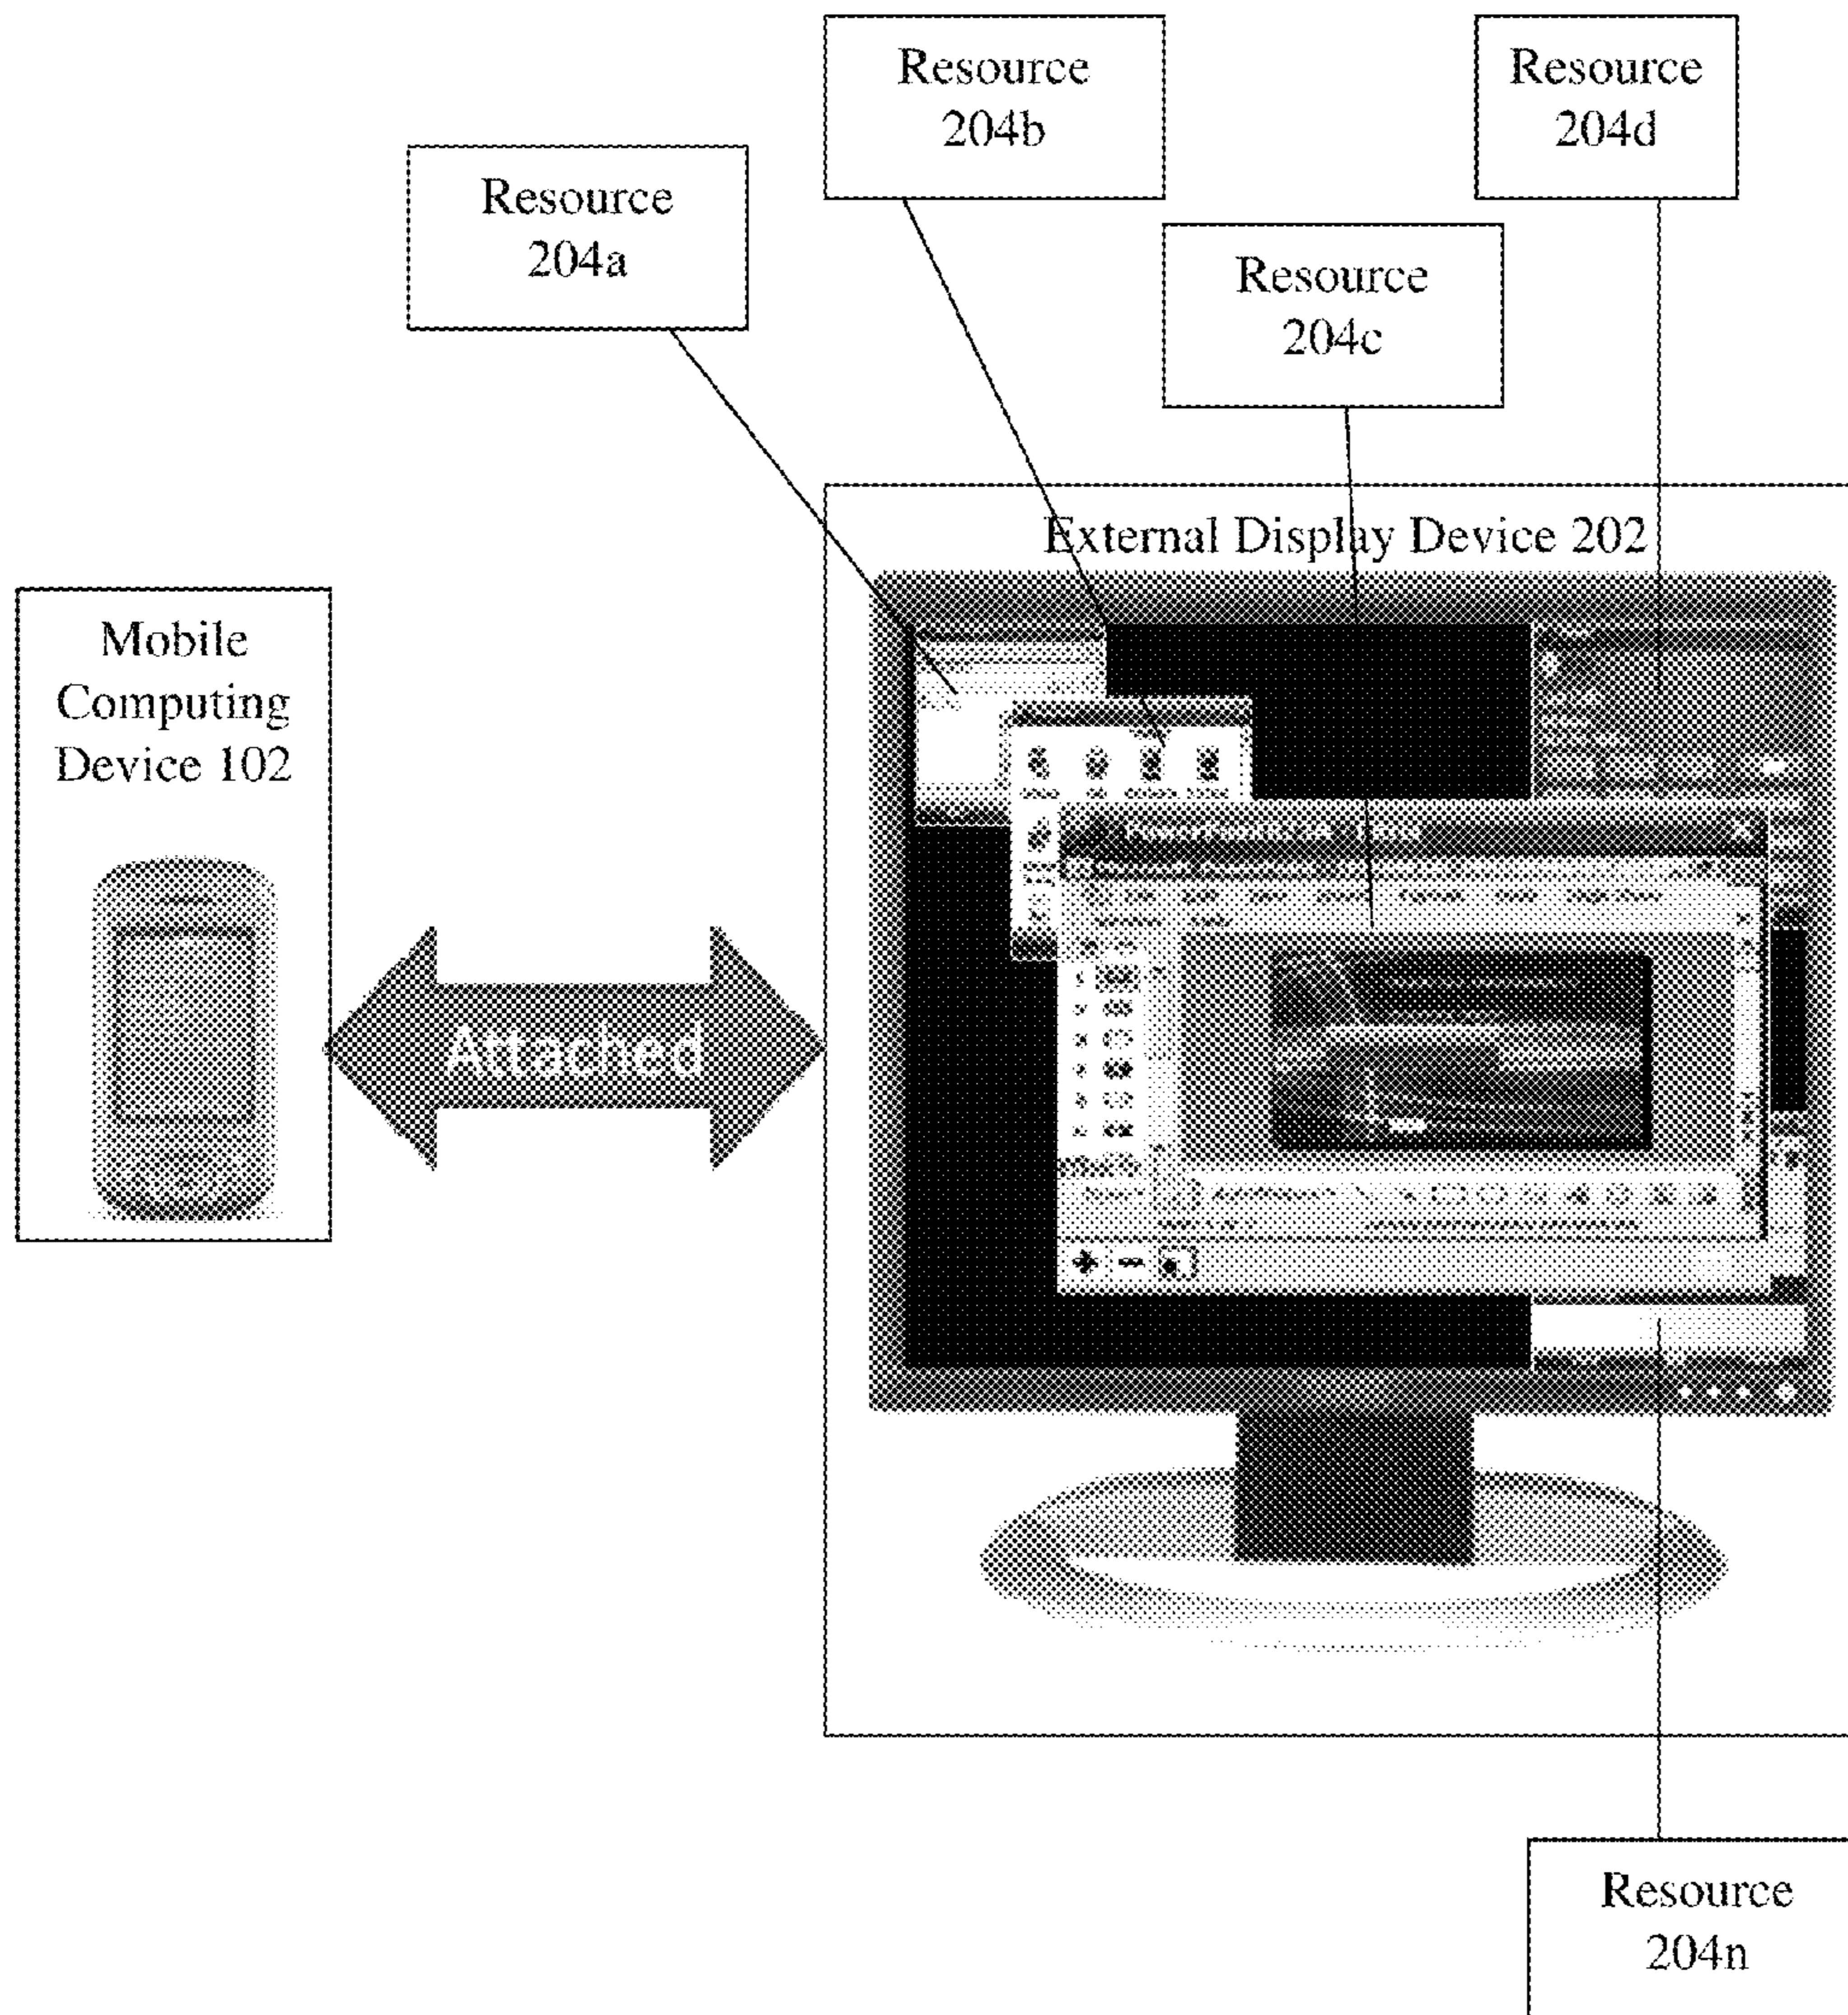 Resource
204b
Resource
204d
Resource
204a
Resource
204c
External Display Device 202
Mobile
Computing
Device 102
Attached
Resource
204n